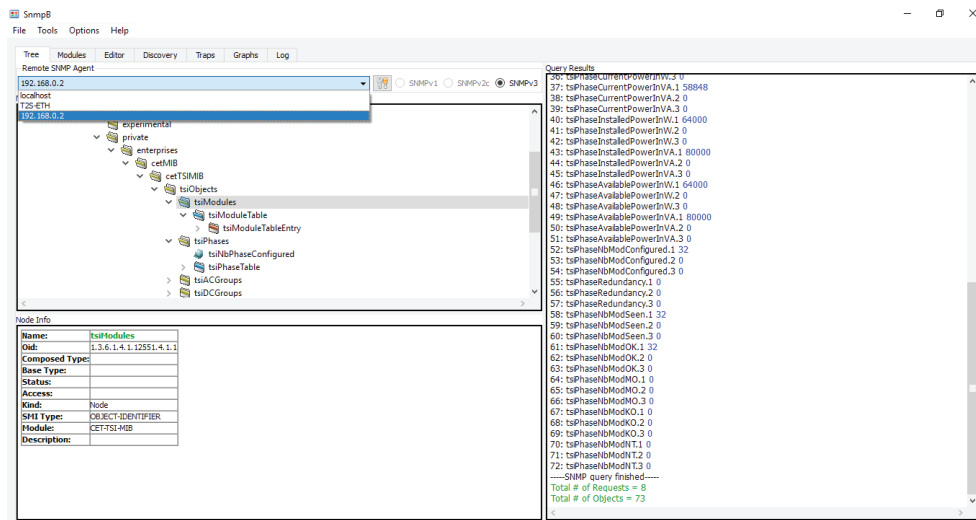 SnmpB
File Tools Options Help
Tree Modules Editor Discovery Traps Graphs Log
Remote SNMP Agent
192.168.0.2
SNMPv1 SNMPv2c SNMPv3
localhost
T2S-ETH
192.168.0.2
experimental
private
enterprises
cetMIB
cetTSIMIB
tsiObjects
tsiModules
tsiModuleTable
tsiModuleTableEntry
tsiPhases
tsiNbPhaseConfigured
tsiPhaseTable
tsiACGroups
tsiDCGroups
Node Info
Name: tsiModules
Oid: 1.3.6.1.4.1.12551.4.1.1
Composed Type:
Base Type:
Status:
Access:
Kind: Node
SMI Type: OBJECT-IDENTIFIER
Module: CET-TSI-MIB
Description:
Query Results
36: tsiPhaseCurrentPowerInW.3 0
37: tsiPhaseCurrentPowerInVA.1 58848
38: tsiPhaseCurrentPowerInVA.2 0
39: tsiPhaseCurrentPowerInVA.3 0
40: tsiPhaseInstalledPowerInW.1 64000
41: tsiPhaseInstalledPowerInW.2 0
42: tsiPhaseInstalledPowerInW.3 0
43: tsiPhaseInstalledPowerInVA.1 80000
44: tsiPhaseInstalledPowerInVA.2 0
45: tsiPhaseInstalledPowerInVA.3 0
46: tsiPhaseAvailablePowerInW.1 64000
47: tsiPhaseAvailablePowerInW.2 0
48: tsiPhaseAvailablePowerInW.3 0
49: tsiPhaseAvailablePowerInVA.1 80000
50: tsiPhaseAvailablePowerInVA.2 0
51: tsiPhaseAvailablePowerInVA.3 0
52: tsiPhaseNbModConfigured.1 32
53: tsiPhaseNbModConfigured.2 0
54: tsiPhaseNbModConfigured.3 0
55: tsiPhaseRedundancy.1 0
56: tsiPhaseRedundancy.2 0
57: tsiPhaseRedundancy.3 0
58: tsiPhaseNbModSeen.1 32
59: tsiPhaseNbModSeen.2 0
60: tsiPhaseNbModSeen.3 0
61: tsiPhaseNbModOK.1 32
62: tsiPhaseNbModOK.2 0
63: tsiPhaseNbModOK.3 0
64: tsiPhaseNbModMO.1 0
65: tsiPhaseNbModMO.2 0
66: tsiPhaseNbModMO.3 0
67: tsiPhaseNbModKO.1 0
68: tsiPhaseNbModKO.2 0
69: tsiPhaseNbModKO.3 0
70: tsiPhaseNbModNT.1 0
71: tsiPhaseNbModNT.2 0
72: tsiPhaseNbModNT.3 0
-----SNMP query finished-----
Total # of Requests = 8
Total # of Objects = 73